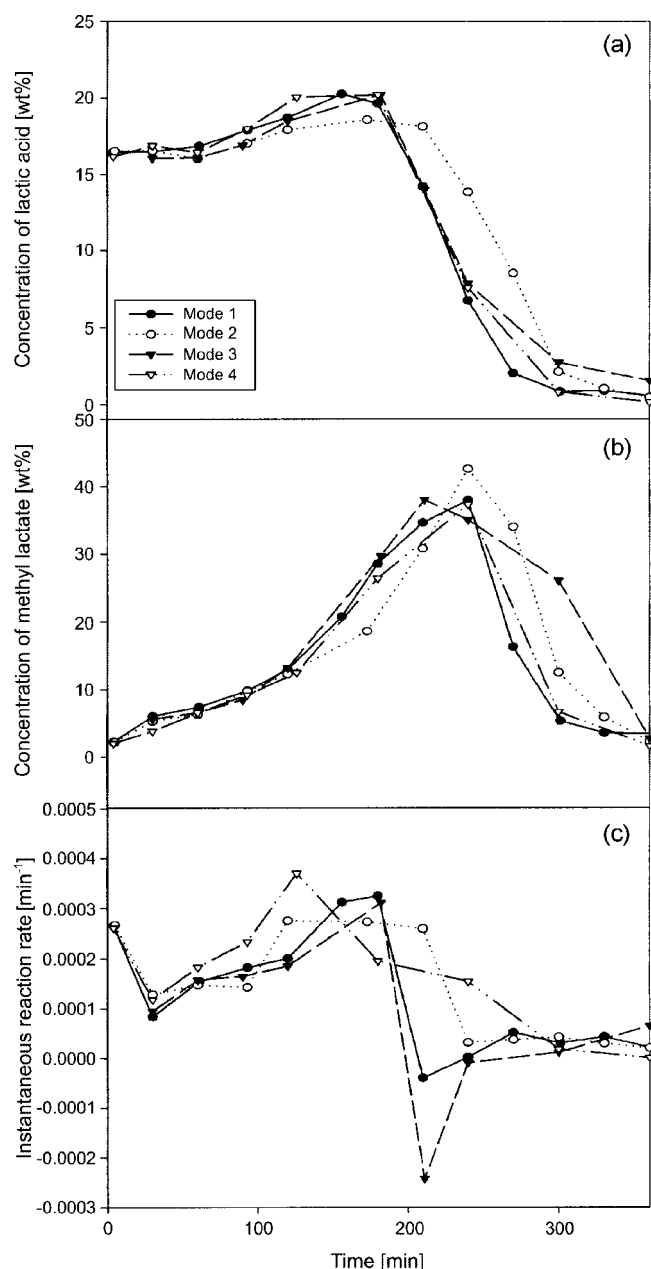 (a)
Concentration of lactic acid [wt%]
25
20
15
10
5
0
Mode 1
Mode 2
Mode 3
Mode 4
(b)
Concentration of methyl lactate [wt%]
50
40
30
20
10
0
(c)
Instantaneous reaction rate [min-1]
0.0005
0.0004
0.0003
0.0002
0.0001
0.0000
-0.0001
-0.0002
-0.0003
0 100 200 300
Time [min]